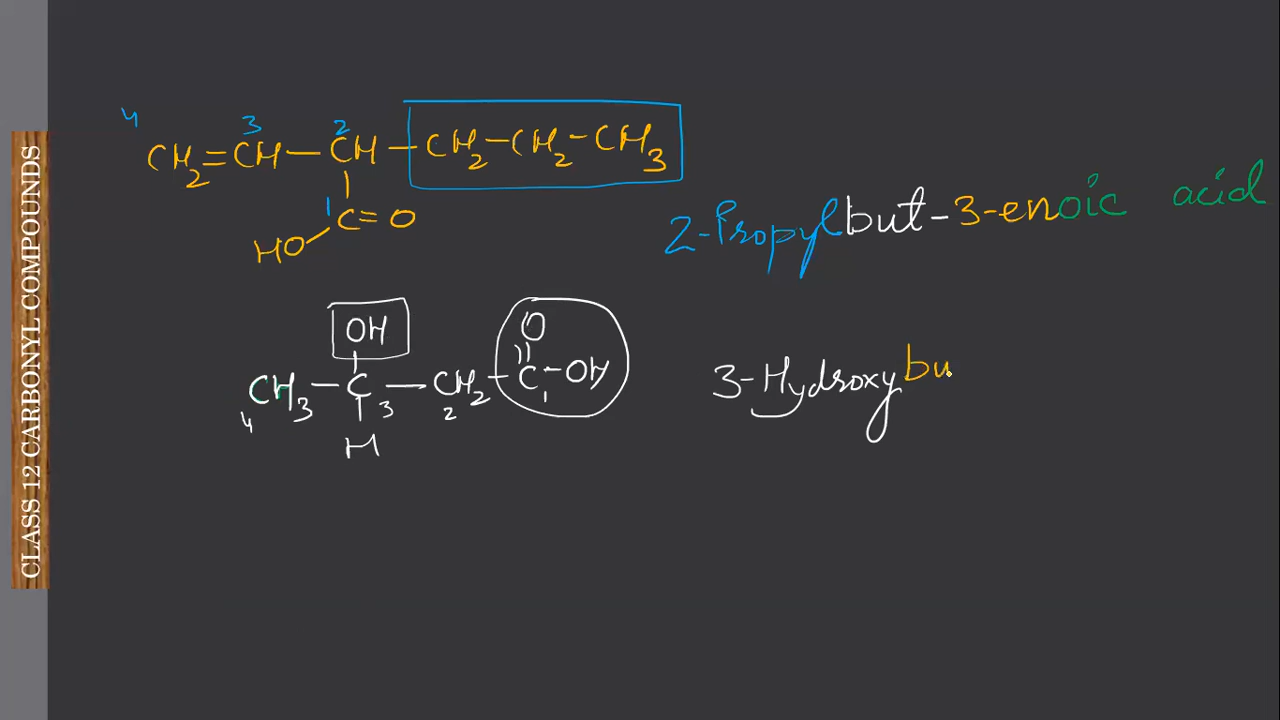 CLASS 12 CARBONYL COMPOUNDS
4 3 2
CH2=CH—CH—CH2—CH2—CH3
1 C=O
HO
2-Propylbut-3-enoic acid
OH O
CH3—C—CH2—C-OH
4 3 2 1
H
3-Hydroxybu